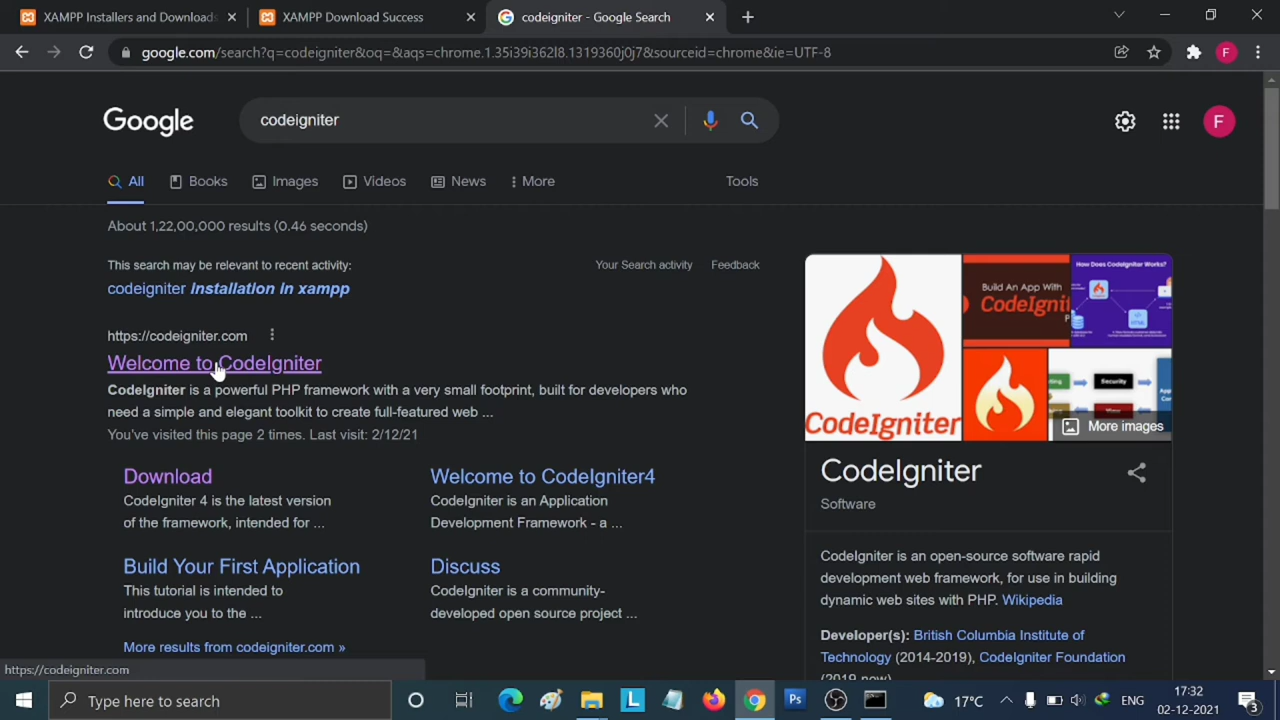 XAMPP Installers and Downloads
XAMPP Download Success
codeigniter - Google Search
google.com/search?q=codeigniter&oq=&aqs=chrome.1.35i39i362l8.1319360j0j7&sourceid=chrome&ie=UTF-8
F
Google
codeigniter
F
All
Books
Images
Videos
News
More
Tools
About 1,22,00,000 results (0.46 seconds)
This search may be relevant to recent activity:
Your Search activity
Feedback
codeigniter installation in xampp
https://codeigniter.com
Welcome to CodeIgniter
CodeIgniter is a powerful PHP framework with a very small footprint, built for developers who
need a simple and elegant toolkit to create full-featured web ...
You've visited this page 2 times. Last visit: 2/12/21
Download
CodeIgniter 4 is the latest version
of the framework, intended for ...
Welcome to CodeIgniter4
CodeIgniter is an Application
Development Framework - a ...
Build Your First Application
This tutorial is intended to
introduce you to the ...
Discuss
CodeIgniter is a community-
developed open source project ...
More results from codeigniter.com »
CodeIgniter
Build An App With
CodeIgnit
How Does CodeIgniter Works?
Security
More images
CodeIgniter
Software
CodeIgniter is an open-source software rapid
development web framework, for use in building
dynamic web sites with PHP. Wikipedia
Developer(s): British Columbia Institute of
Technology (2014-2019), CodeIgniter Foundation
(2019-now)
https://codeigniter.com
Type here to search
L
Ps
17°C
ENG
17:32
02-12-2021
3